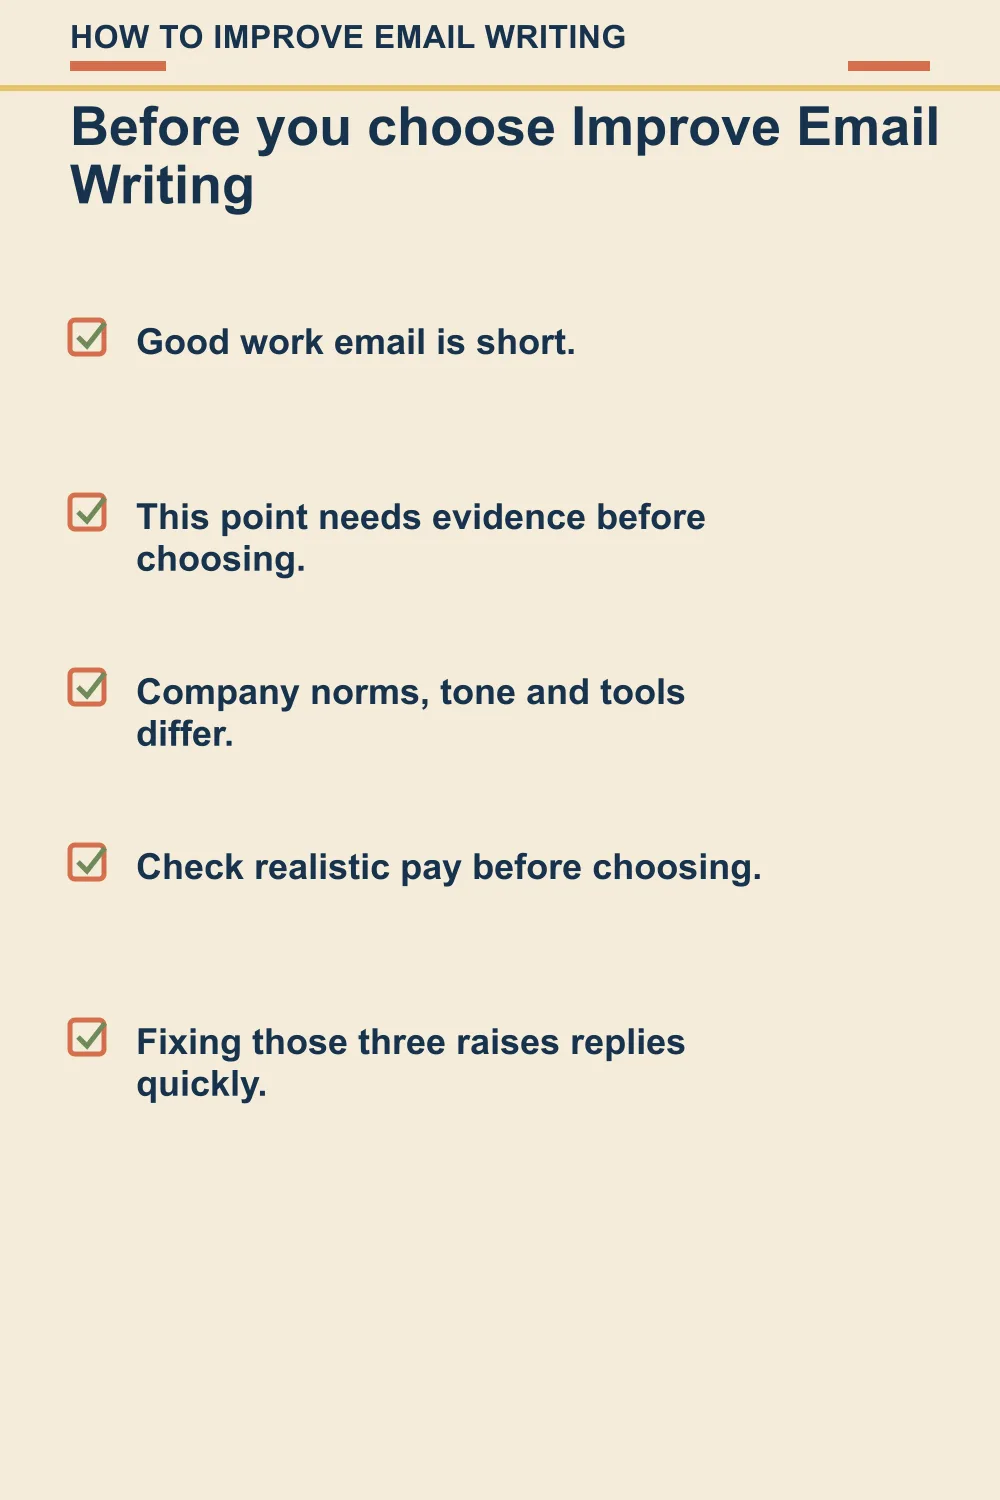 HOW TO IMPROVE EMAIL WRITING
Before you choose Improve Email
Writing
Good work email is short.
This point needs evidence before
choosing.
Company norms, tone and tools
differ.
Check realistic pay before choosing.
Fixing those three raises replies
quickly.